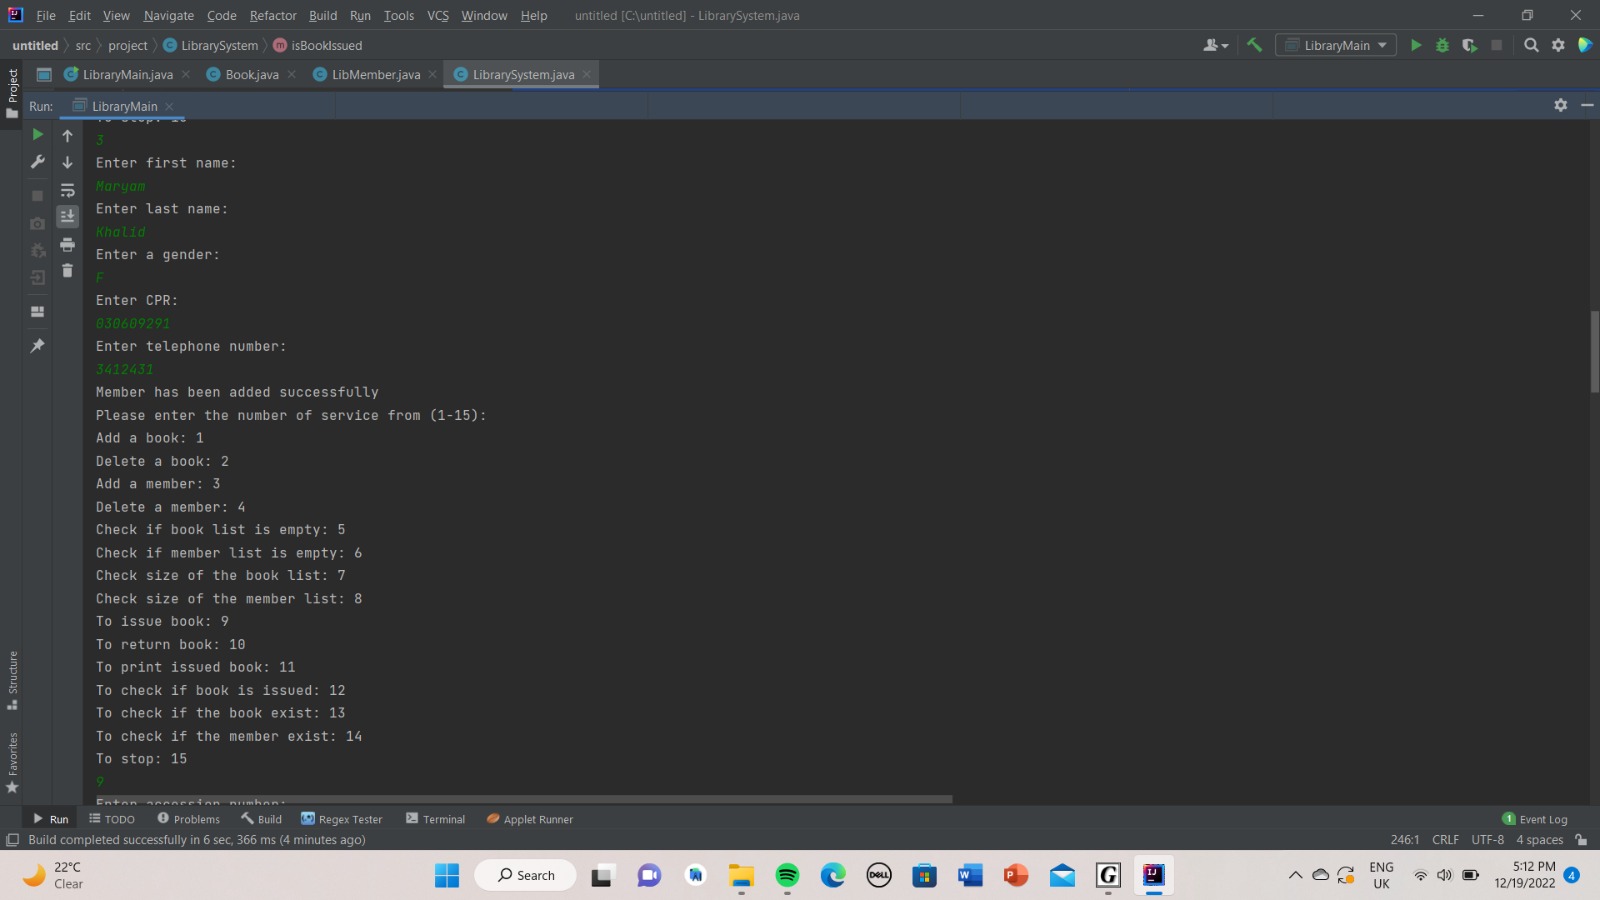 File Edit View Navigate Code Refactor Build Run Tools VCS Window Help untitled [C:\untitled] - LibrarySystem.java
untitled src project LibrarySystem isBookIssued LibraryMain
LibraryMain.java Book.java LibMember.java LibrarySystem.java
Project
Run: LibraryMain
To stop: 15
3
Enter first name:
Maryam
Enter last name:
Khalid
Enter a gender:
F
Enter CPR:
030609291
Enter telephone number:
3412431
Member has been added successfully
Please enter the number of service from (1-15):
Add a book: 1
Delete a book: 2
Add a member: 3
Delete a member: 4
Check if book list is empty: 5
Check if member list is empty: 6
Check size of the book list: 7
Check size of the member list: 8
To issue book: 9
To return book: 10
To print issued book: 11
To check if book is issued: 12
To check if the book exist: 13
To check if the member exist: 14
To stop: 15
9
Enter accession number:
Structure
Favorites
Run TODO Problems Build Regex Tester Terminal Applet Runner 1 Event Log
Build completed successfully in 6 sec, 366 ms (4 minutes ago) 246:1 CRLF UTF-8 4 spaces
22°C
Clear
Search
DELL
ENG
UK
5:12 PM
12/19/2022
4